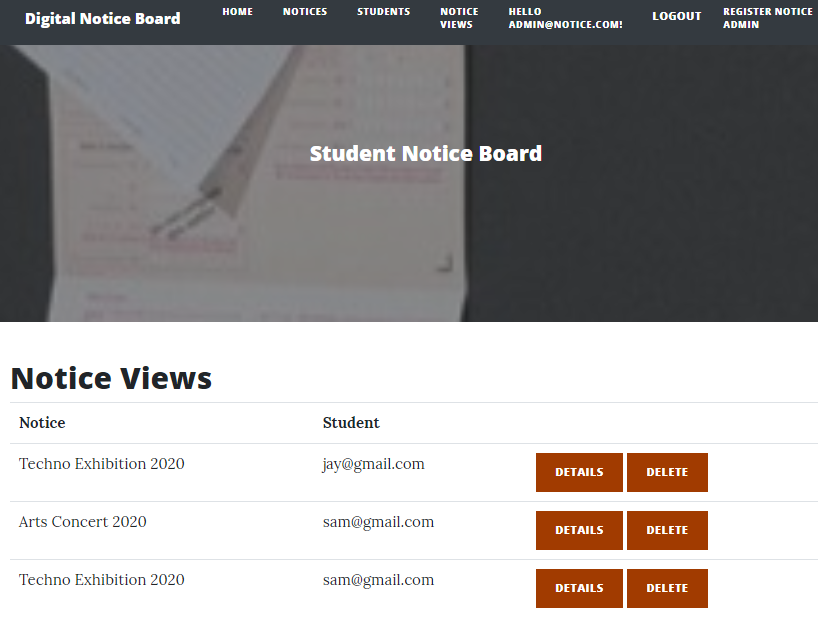 Digital Notice Board
HOME
NOTICES
STUDENTS
NOTICE
VIEWS
HELLO
ADMIN@NOTICE.COM!
LOGOUT
REGISTER NOTICE
ADMIN
Student Notice Board
Notice Views
Notice Student
Techno Exhibition 2020 jay@gmail.com DETAILS DELETE
Arts Concert 2020 sam@gmail.com DETAILS DELETE
Techno Exhibition 2020 sam@gmail.com DETAILS DELETE